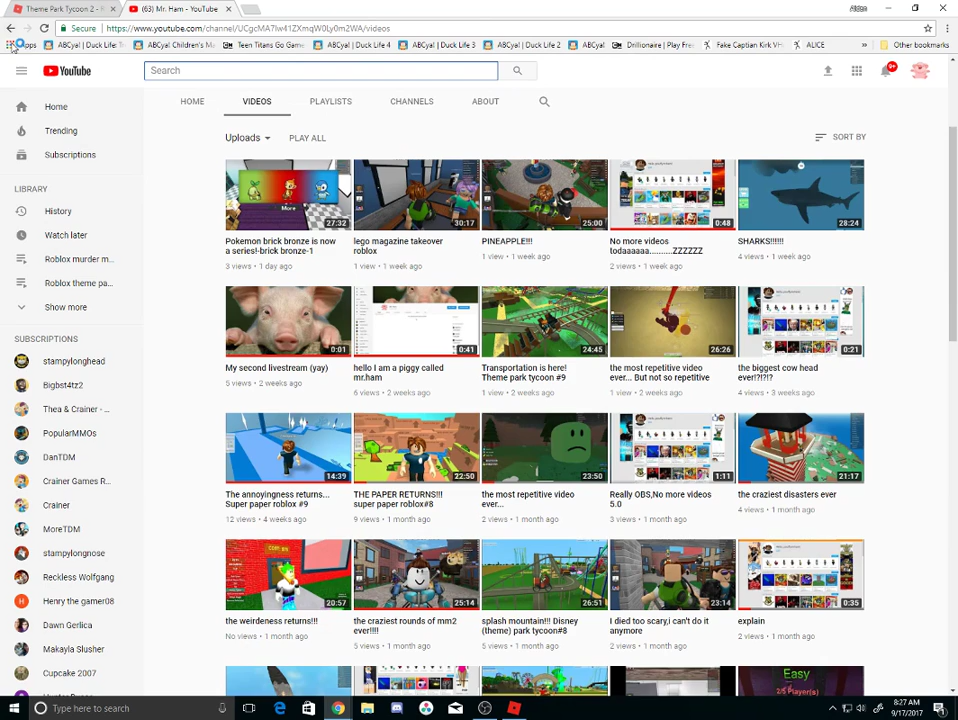 Theme Park Tycoon 2 - R
(63) Mr. Ham - YouTube
Secure | https://www.youtube.com/channel/UCgcMA7Iw41ZXmqW0Ly0m2WA/videos
Apps
ABCya! | Duck Life: T
ABCya! Children's Ma
Teen Titans Go Game
ABCya! | Duck Life 4
ABCya! | Duck Life 3
ABCya! | Duck Life 2
ABCya!
Drillionaire | Play Free
Fake Captain Kirk VH
ALICE
»
Other bookmarks
YouTube
Search
9+
HOME
VIDEOS
PLAYLISTS
CHANNELS
ABOUT
Home
Trending
Subscriptions
LIBRARY
History
Watch later
Roblox murder m...
Roblox theme pa...
Show more
SUBSCRIPTIONS
stampylonghead
Bigbst4tz2
Thea & Crainer - ...
PopularMMOs
DanTDM
Crainer Games R...
Crainer
MoreTDM
stampylongnose
Reckless Wolfgang
Henry the gamer08
Dawn Gerlica
Makayla Slusher
Cupcake 2007
Uploads
PLAY ALL
SORT BY
More
27:32
Pokemon brick bronze is now
a series!-brick bronze-1
3 views • 1 day ago
30:17
lego magazine takeover
roblox
1 view • 1 week ago
25:00
PINEAPPLE!!!
1 view • 1 week ago
0:48
No more videos
todaaaaaa..........ZZZZZZ
2 views • 1 week ago
28:24
SHARKS!!!!!!
4 views • 1 week ago
0:01
My second livestream (yay)
5 views • 2 weeks ago
0:41
hello I am a piggy called
mr.ham
6 views • 2 weeks ago
24:45
Transportation is here!
Theme park tycoon #9
1 view • 2 weeks ago
26:26
the most repetitive video
ever... But not so repetitive
1 view • 2 weeks ago
0:21
the biggest cow head
ever!?!?!?
4 views • 3 weeks ago
14:39
The annoyingness returns...
Super paper roblox #9
12 views • 4 weeks ago
22:50
THE PAPER RETURNS!!!
super paper roblox#8
9 views • 1 month ago
23:50
the most repetitive video
ever...
2 views • 1 month ago
1:11
Really OBS,No more videos
5.0
3 views • 1 month ago
21:17
the craziest disasters ever
4 views • 1 month ago
20:57
the weirdeness returns!!!
No views • 1 month ago
25:14
the craziest rounds of mm2
ever!!!!
5 views • 1 month ago
26:51
splash mountain!!! Disney
(theme) park tycoon#8
5 views • 1 month ago
23:14
I died too scary,i can't do it
anymore
2 views • 1 month ago
0:35
explain
2 views • 1 month ago
Easy
2/5 Player(s)
Type here to search
8:27 AM
9/17/2017